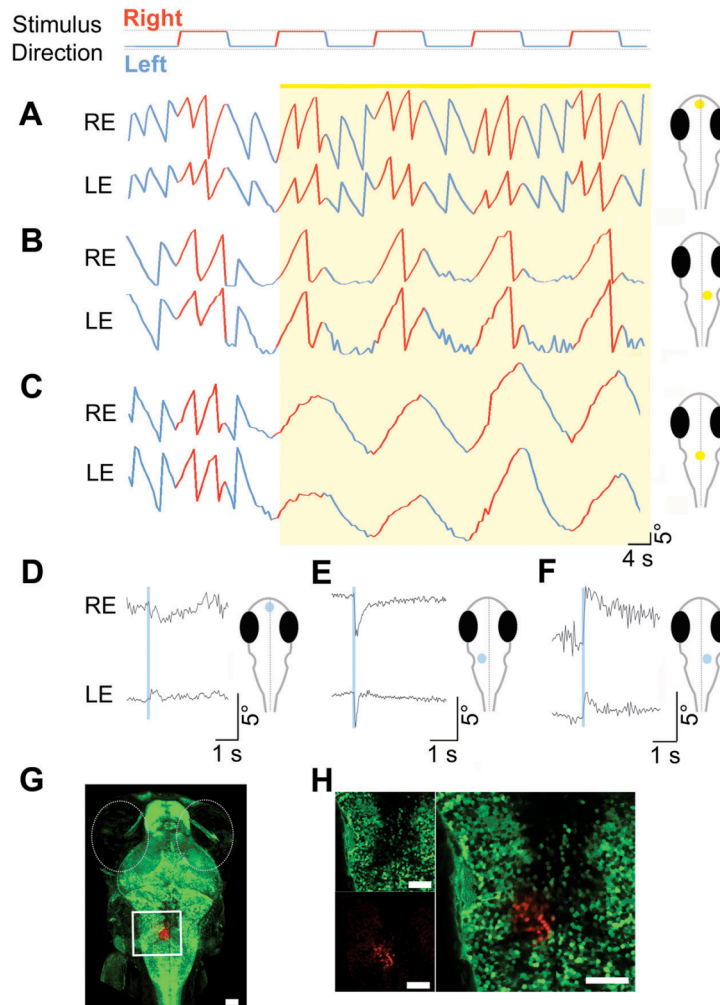 Stimulus Direction
Right
Left
A
RE
LE
B
RE
LE
C
RE
LE
5°
4 s
D
RE
LE
5°
1 s
E
5°
1 s
F
5°
1 s
G
H